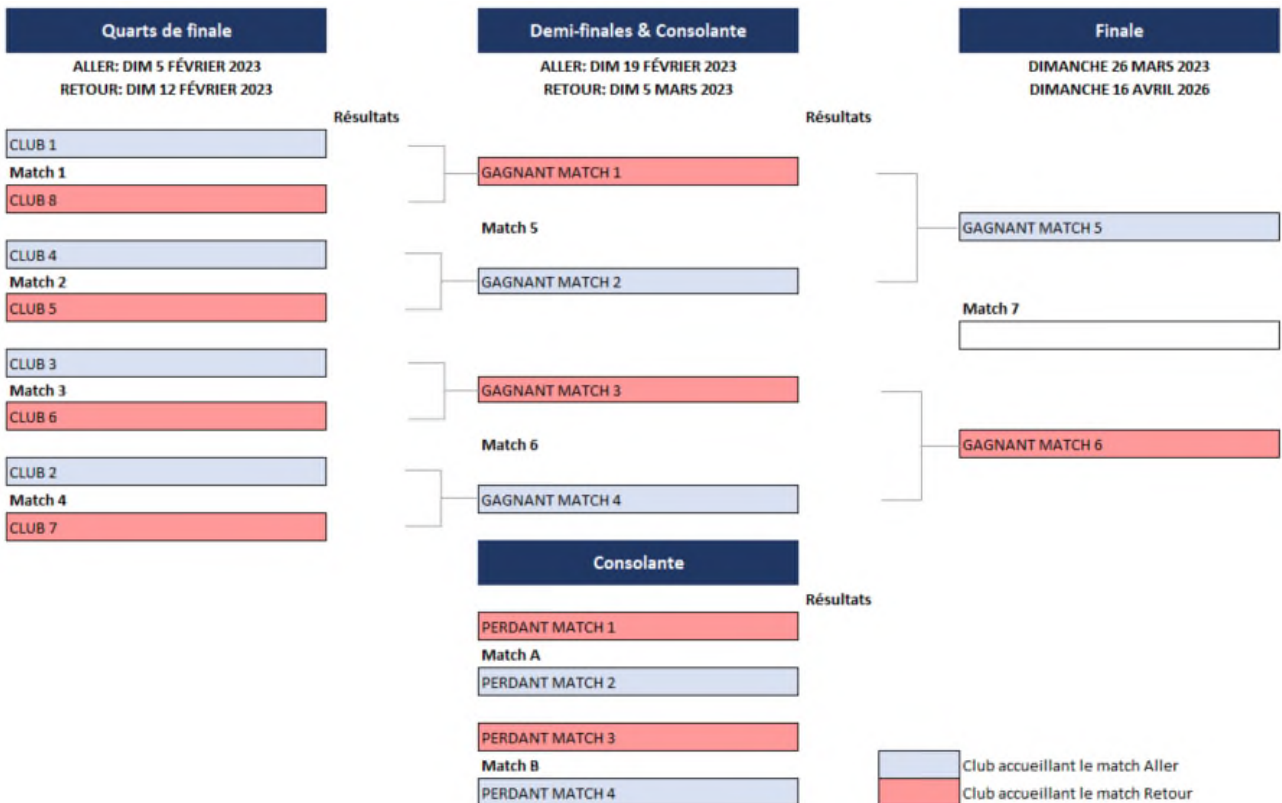 Quarts de finale
ALLER: DIM 5 FÉVRIER 2023
RETOUR: DIM 12 FÉVRIER 2023
Résultats
CLUB 1
Match 1
CLUB 8
CLUB 4
Match 2
CLUB 5
CLUB 3
Match 3
CLUB 6
CLUB 2
Match 4
CLUB 7
Demi-finales & Consolante
ALLER: DIM 19 FÉVRIER 2023
RETOUR: DIM 5 MARS 2023
Résultats
GAGNANT MATCH 1
Match 5
GAGNANT MATCH 2
GAGNANT MATCH 3
Match 6
GAGNANT MATCH 4
Consolante
Résultats
PERDANT MATCH 1
Match A
PERDANT MATCH 2
PERDANT MATCH 3
Match B
PERDANT MATCH 4
Finale
DIMANCHE 26 MARS 2023
DIMANCHE 16 AVRIL 2026
GAGNANT MATCH 5
Match 7
GAGNANT MATCH 6
Club accueillant le match Aller
Club accueillant le match Retour